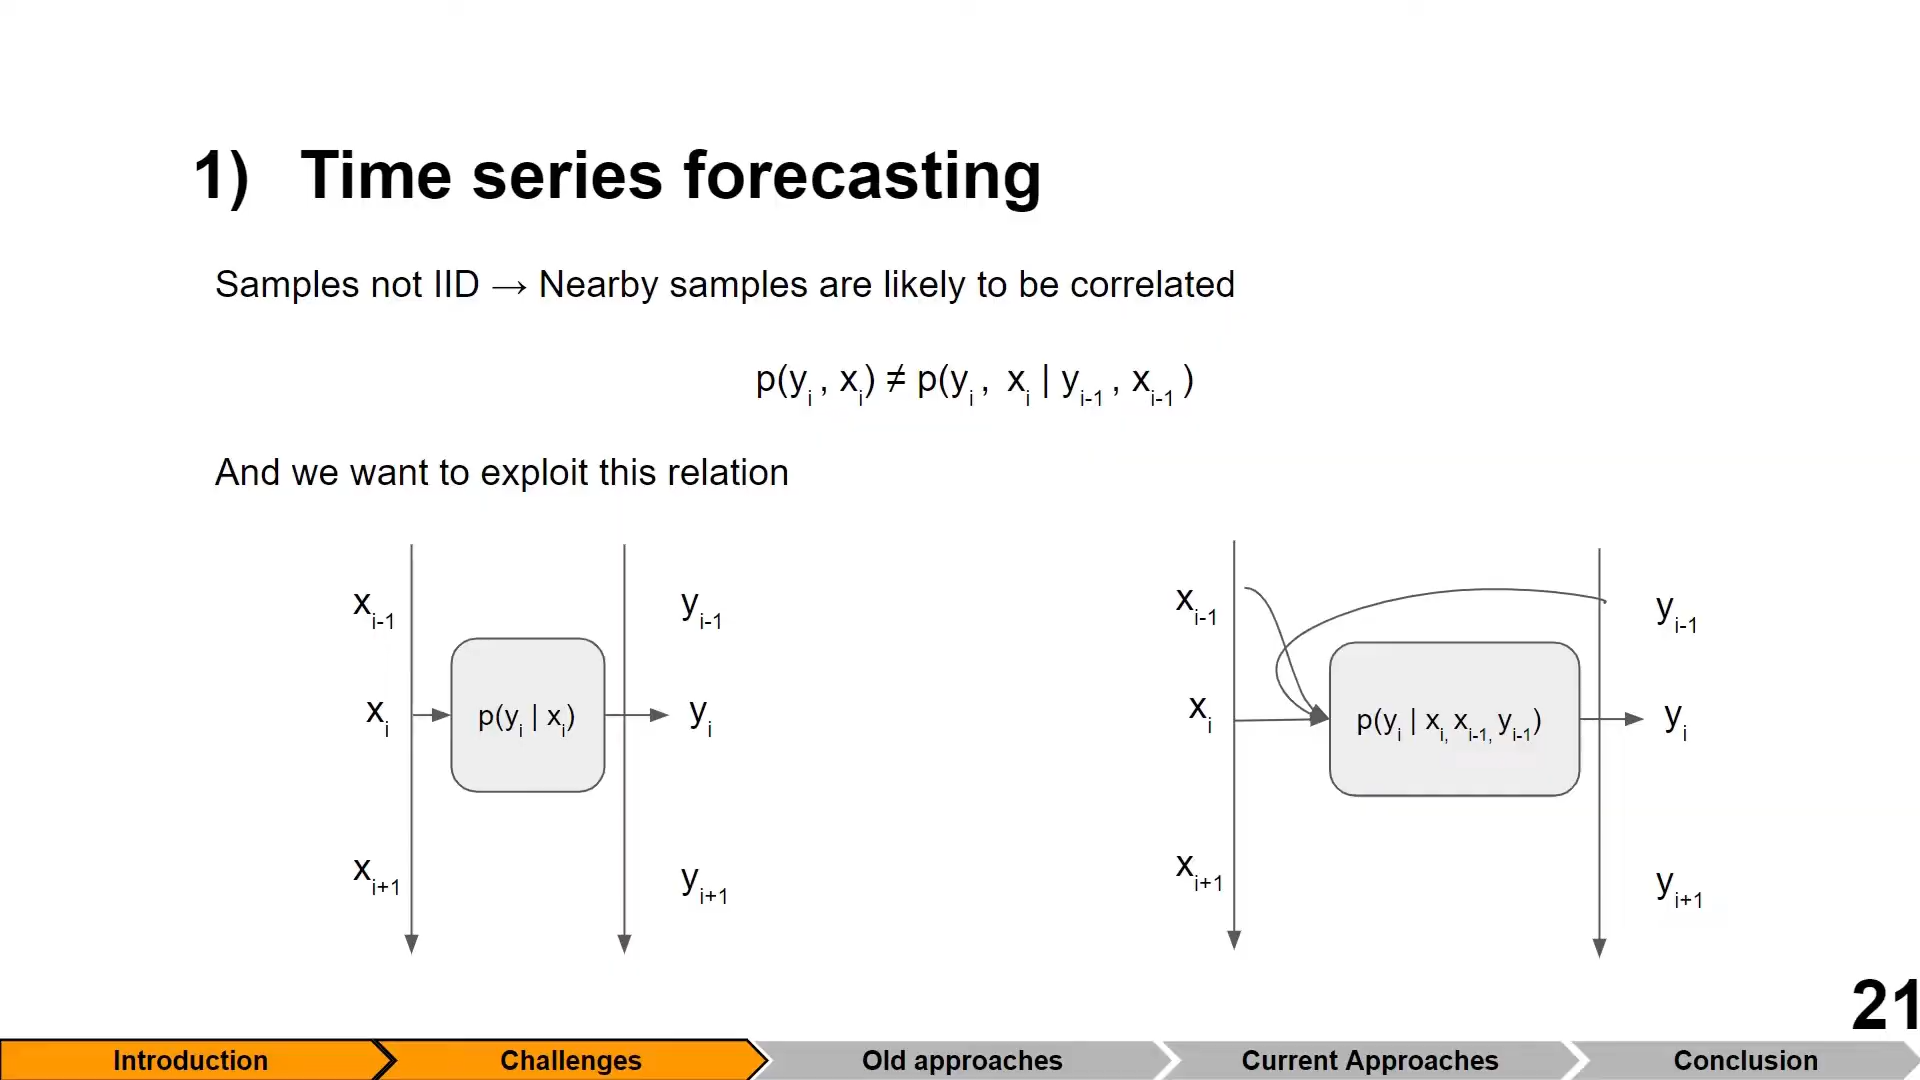 1) Time series forecasting
Samples not IID → Nearby samples are likely to be correlated
p(yᵢ , xᵢ) ≠ p(yᵢ , xᵢ | yᵢ₋₁ , xᵢ₋₁ )
And we want to exploit this relation
xᵢ₋₁
yᵢ₋₁
xᵢ
p(yᵢ | xᵢ)
yᵢ
xᵢ₊₁
yᵢ₊₁
xᵢ₋₁
yᵢ₋₁
xᵢ
p(yᵢ | xᵢ, xᵢ₋₁, yᵢ₋₁)
yᵢ
xᵢ₊₁
yᵢ₊₁
21
Introduction
Challenges
Old approaches
Current Approaches
Conclusion